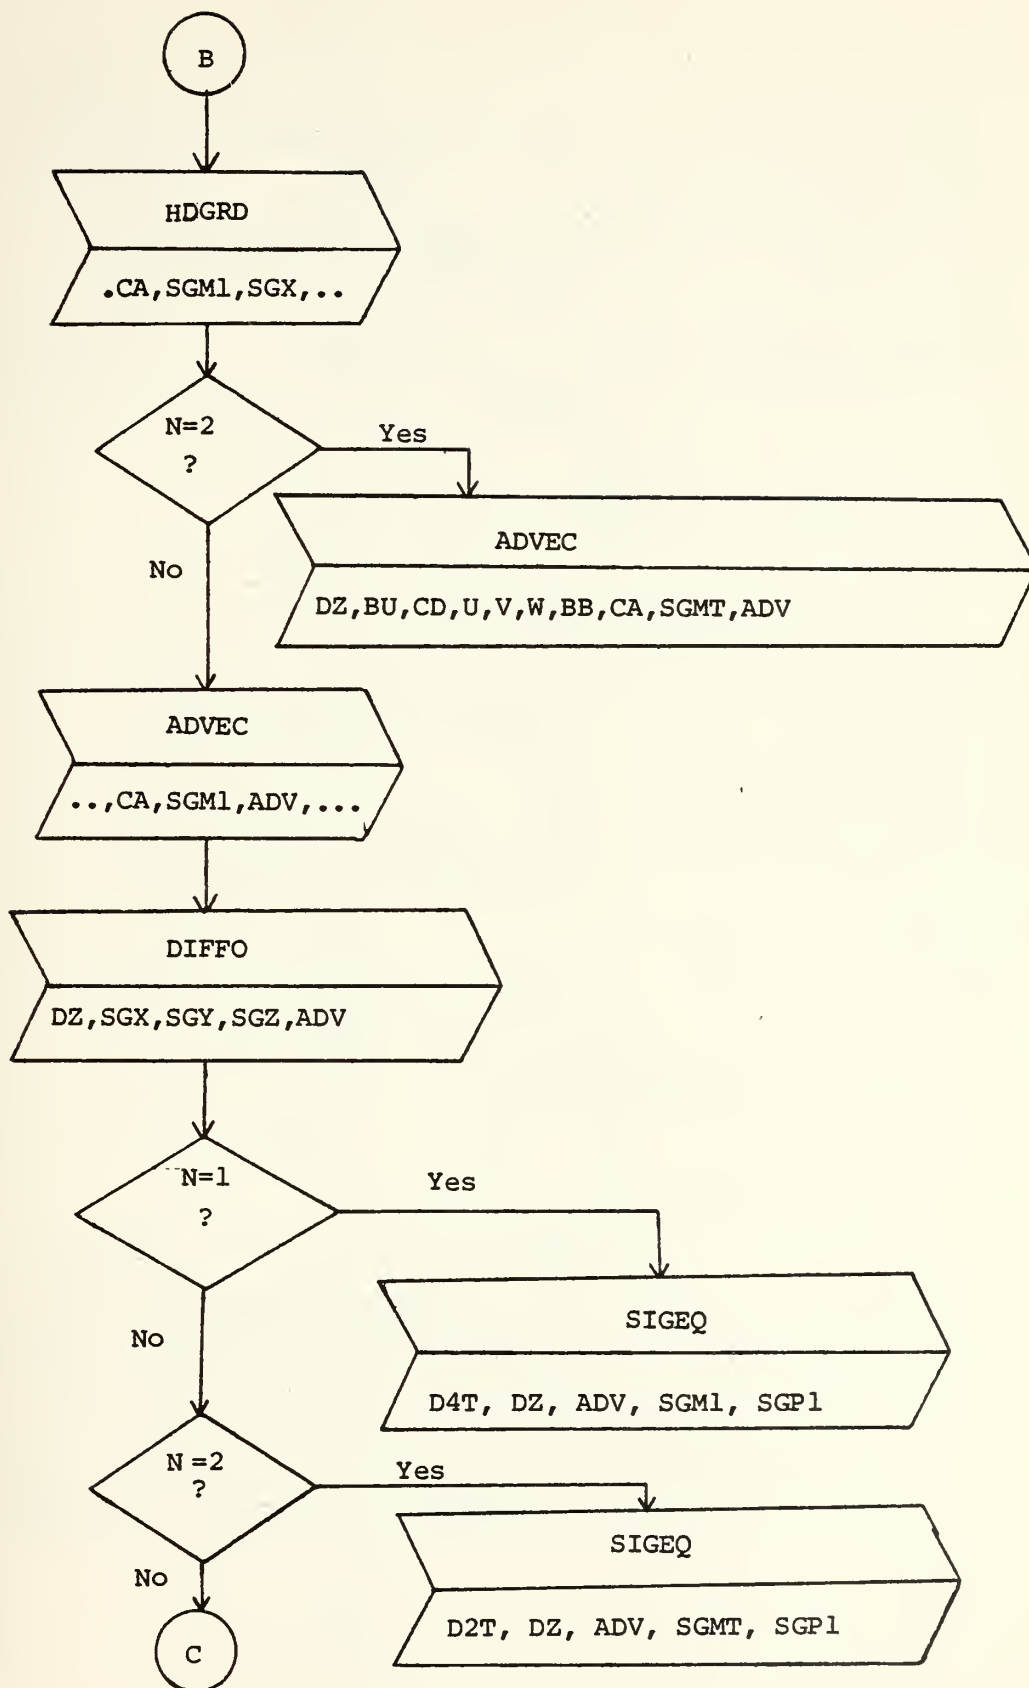 B
HDGRD
.CA,SGM1,SGX,..
N=2
?
Yes
No
ADVEC
DZ,BU,CD,U,V,W,BB,CA,SGMT,ADV
ADVEC
..,CA,SGM1,ADV,...
DIFFO
DZ,SGX,SGY,SGZ,ADV
N=1
?
Yes
No
SIGEQ
D4T, DZ, ADV, SGM1, SGP1
N=2
?
Yes
No
SIGEQ
D2T, DZ, ADV, SGMT, SGP1
C